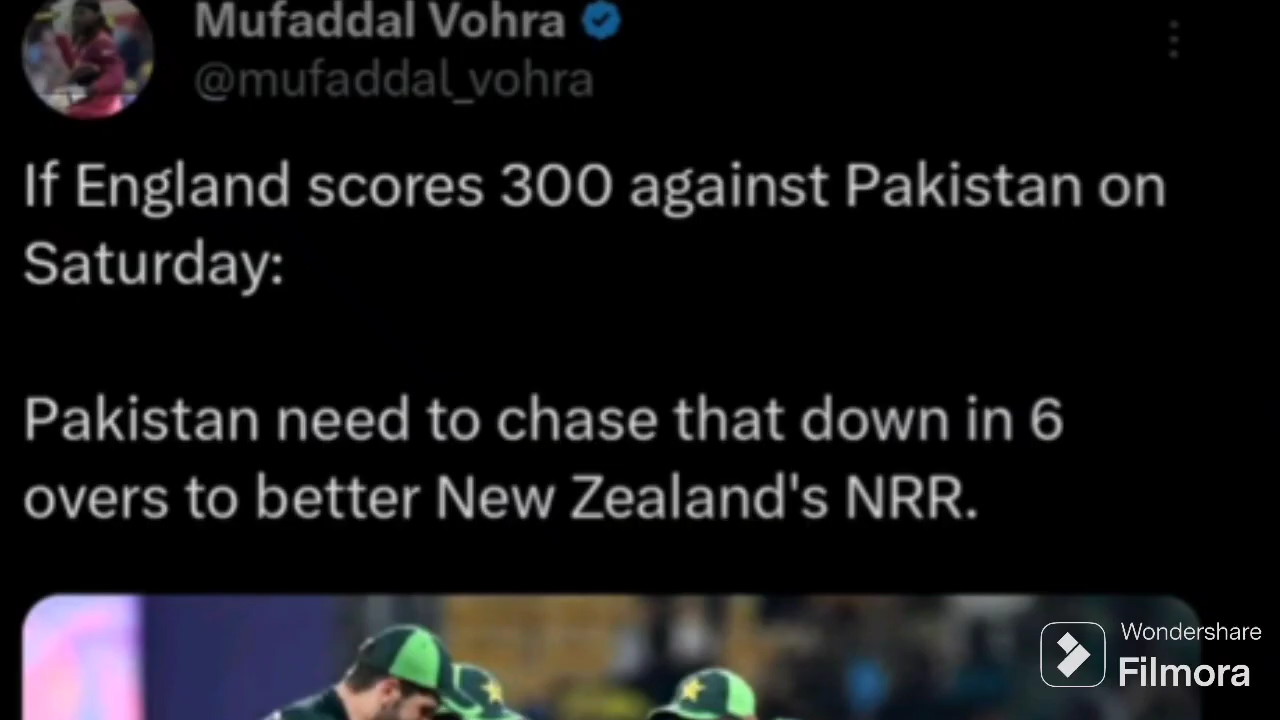 Mufaddal Vohra
@mufaddal_vohra
If England scores 300 against Pakistan on
Saturday:
Pakistan need to chase that down in 6
overs to better New Zealand's NRR.
Wondershare
Filmora